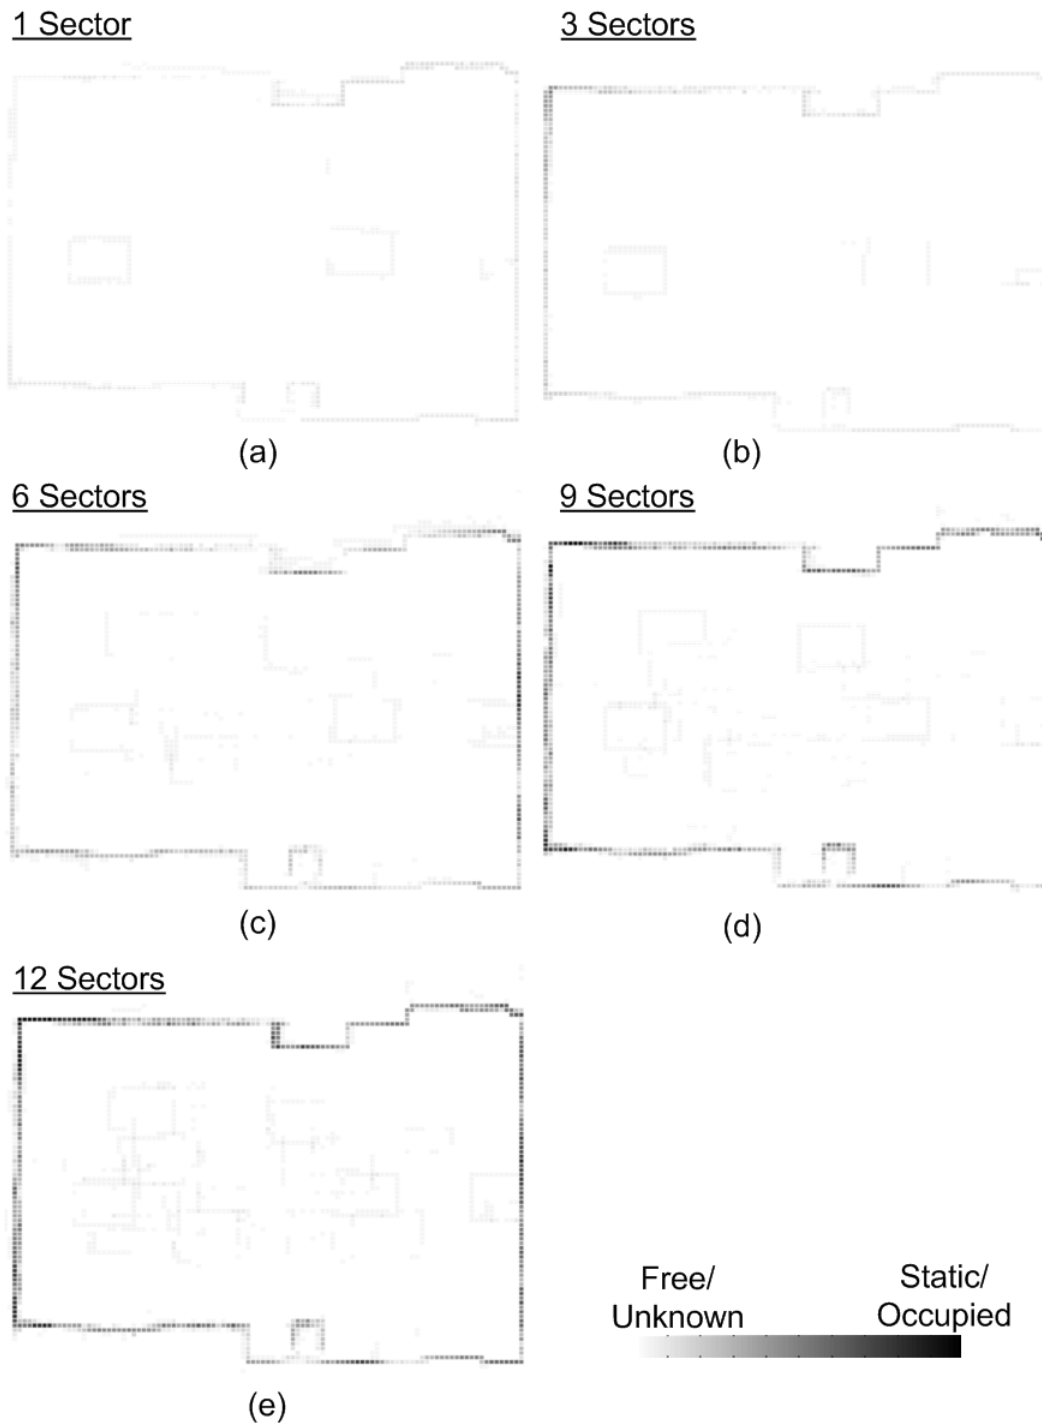 1 Sector
3 Sectors
(a)
(b)
6 Sectors
9 Sectors
(c)
(d)
12 Sectors
Free/
Unknown
Static/
Occupied
(e)